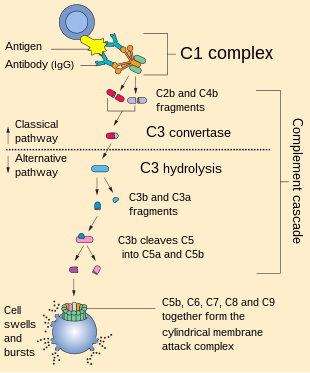 Antigen
Antibody (IgG)
C1 complex
C2b and C4b
fragments
Classical
pathway
C3 convertase
Alternative
pathway
C3 hydrolysis
C3b and C3a
fragments
C3b cleaves C5
into C5a and C5b
Complement cascade
Cell
swells
and
bursts
C5b, C6, C7, C8 and C9
together form the
cylindrical membrane
attack complex